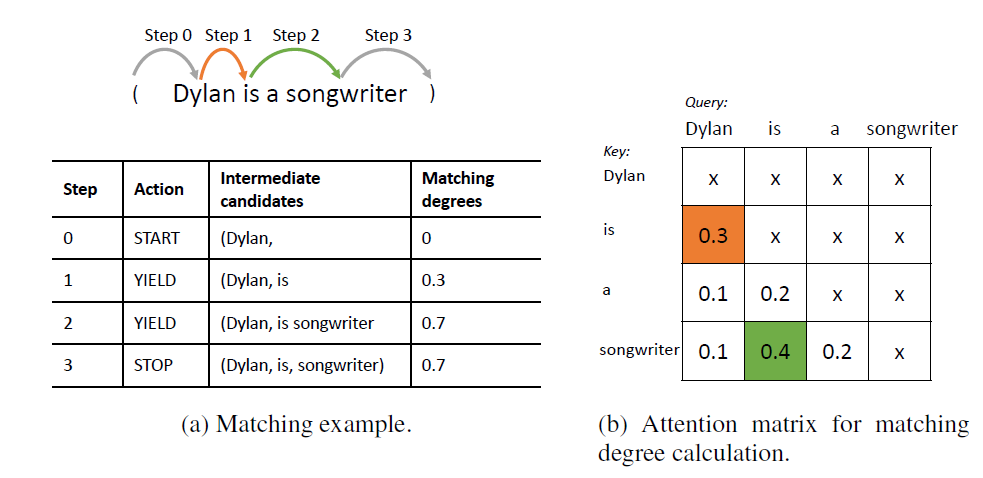 Step 0 Step 1 Step 2 Step 3
( Dylan is a songwriter )
Step Action Intermediate candidates Matching degrees
0 START (Dylan, 0
1 YIELD (Dylan, is 0.3
2 YIELD (Dylan, is songwriter 0.7
3 STOP (Dylan, is, songwriter) 0.7
(a) Matching example.
Query:
Dylan is a songwriter
Key:
Dylan x x x x
is 0.3 x x x
a 0.1 0.2 x x
songwriter 0.1 0.4 0.2 x
(b) Attention matrix for matching
degree calculation.